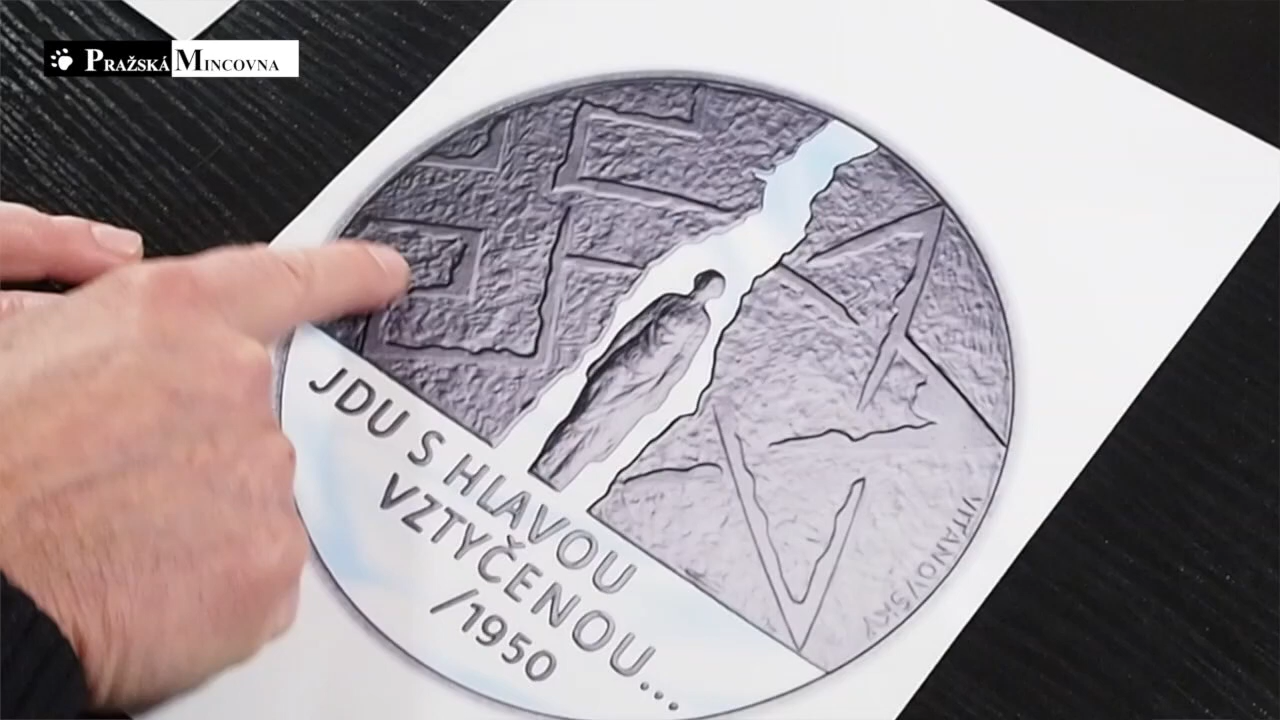 PRAŽSKÁ MINCOVNA
JDU S HLAVOU
VZTYČENOU...
/1950
VITANOVSKÝ